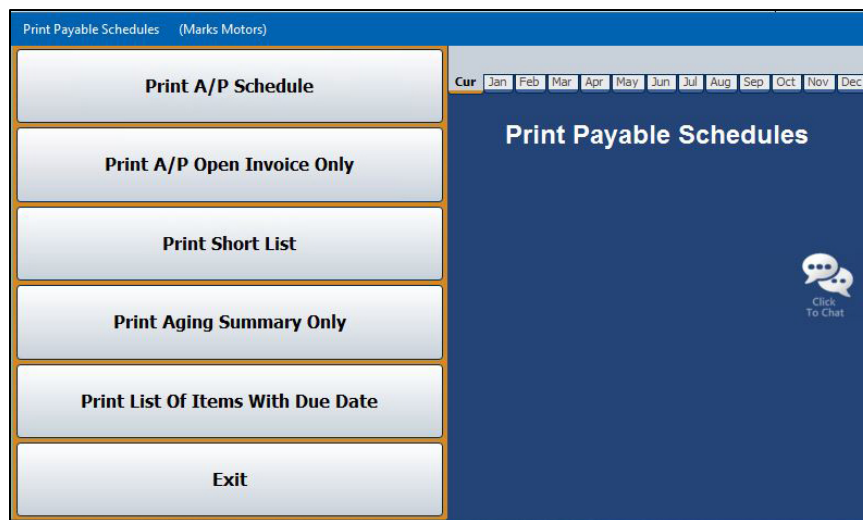 Print Payable Schedules (Marks Motors)
Print A/P Schedule
Print A/P Open Invoice Only
Print Short List
Print Aging Summary Only
Print List Of Items With Due Date
Exit
Cur Jan Feb Mar Apr May Jun Jul Aug Sep Oct Nov Dec
Print Payable Schedules
Click
To Chat